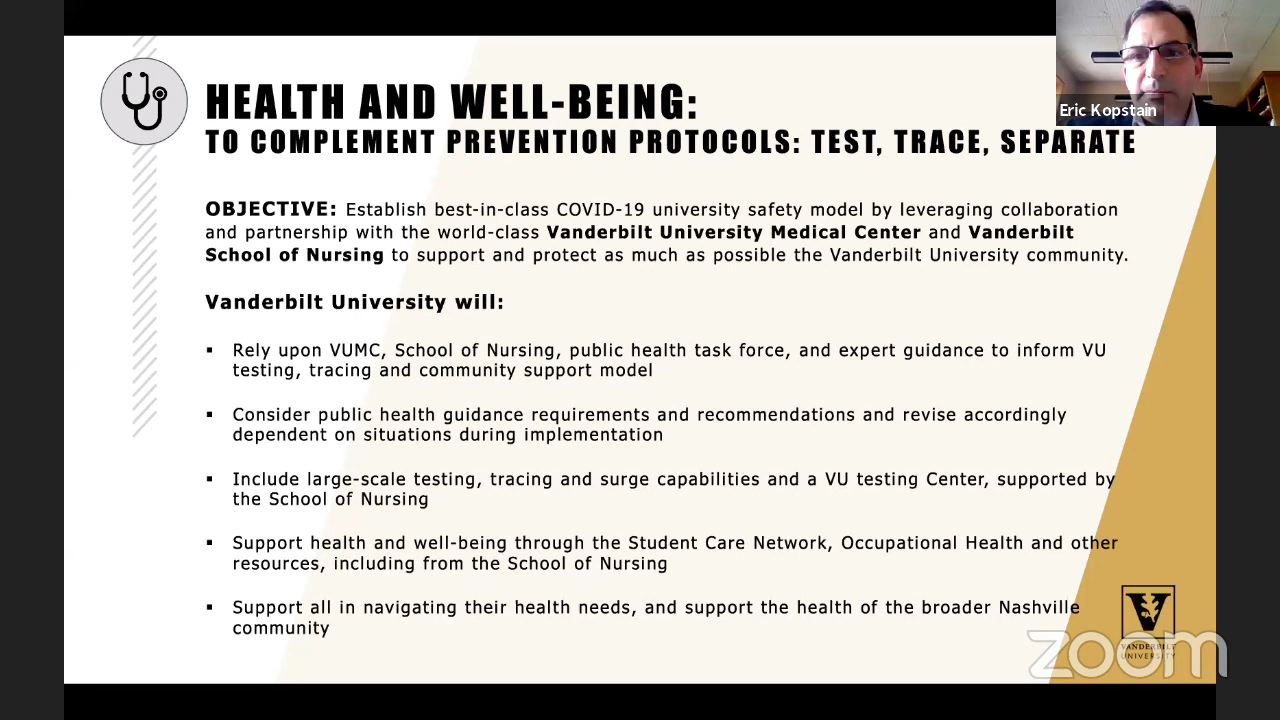 Eric Kopstain
HEALTH AND WELL-BEING:
TO COMPLEMENT PREVENTION PROTOCOLS: TEST, TRACE, SEPARATE
OBJECTIVE: Establish best-in-class COVID-19 university safety model by leveraging collaboration
and partnership with the world-class Vanderbilt University Medical Center and Vanderbilt
School of Nursing to support and protect as much as possible the Vanderbilt University community.
Vanderbilt University will:
▪ Rely upon VUMC, School of Nursing, public health task force, and expert guidance to inform VU
testing, tracing and community support model
▪ Consider public health guidance requirements and recommendations and revise accordingly
dependent on situations during implementation
▪ Include large-scale testing, tracing and surge capabilities and a VU testing Center, supported by
the School of Nursing
▪ Support health and well-being through the Student Care Network, Occupational Health and other
resources, including from the School of Nursing
▪ Support all in navigating their health needs, and support the health of the broader Nashville
community
V
VANDERBILT
UNIVERSITY
zoom